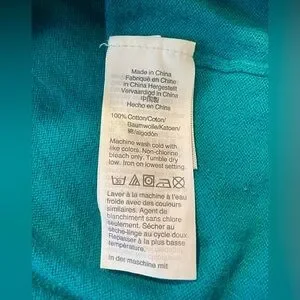 Made in China
Fabriqué en Chine
in China Hergestellt
Vervaardigd in China
中国制
Hecho en China
100% Cotton/Coton/
Baumwolle/Katoen/
棉/algodón
Machine wash cold with
like colors. Non-chlorine
bleach only. Tumble dry
low. Iron on lowest setting.
Laver à la machine à l'eau
froide avec des couleurs
similaires. Agent de
blanchiment sans chlore
seulement. Sécher au
sèche-linge au cycle doux.
Repasser à la plus basse
température.
in der maschine mit